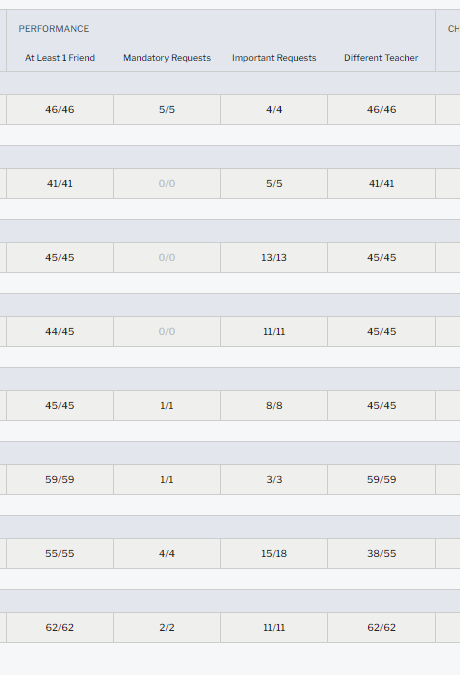 PERFORMANCE CH
At Least 1 Friend Mandatory Requests Important Requests Different Teacher
46/46 5/5 4/4 46/46
41/41 0/0 5/5 41/41
45/45 0/0 13/13 45/45
44/45 0/0 11/11 45/45
45/45 1/1 8/8 45/45
59/59 1/1 3/3 59/59
55/55 4/4 15/18 38/55
62/62 2/2 11/11 62/62